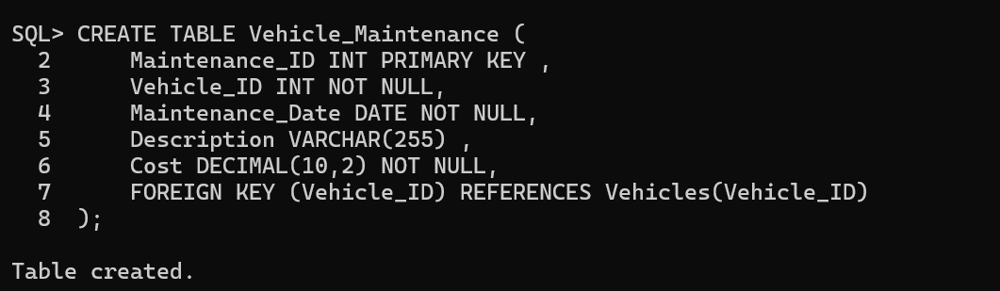 SQL> CREATE TABLE Vehicle_Maintenance (
  2      Maintenance_ID INT PRIMARY KEY ,
  3      Vehicle_ID INT NOT NULL,
  4      Maintenance_Date DATE NOT NULL,
  5      Description VARCHAR(255) ,
  6      Cost DECIMAL(10,2) NOT NULL,
  7      FOREIGN KEY (Vehicle_ID) REFERENCES Vehicles(Vehicle_ID)
  8  );
Table created.